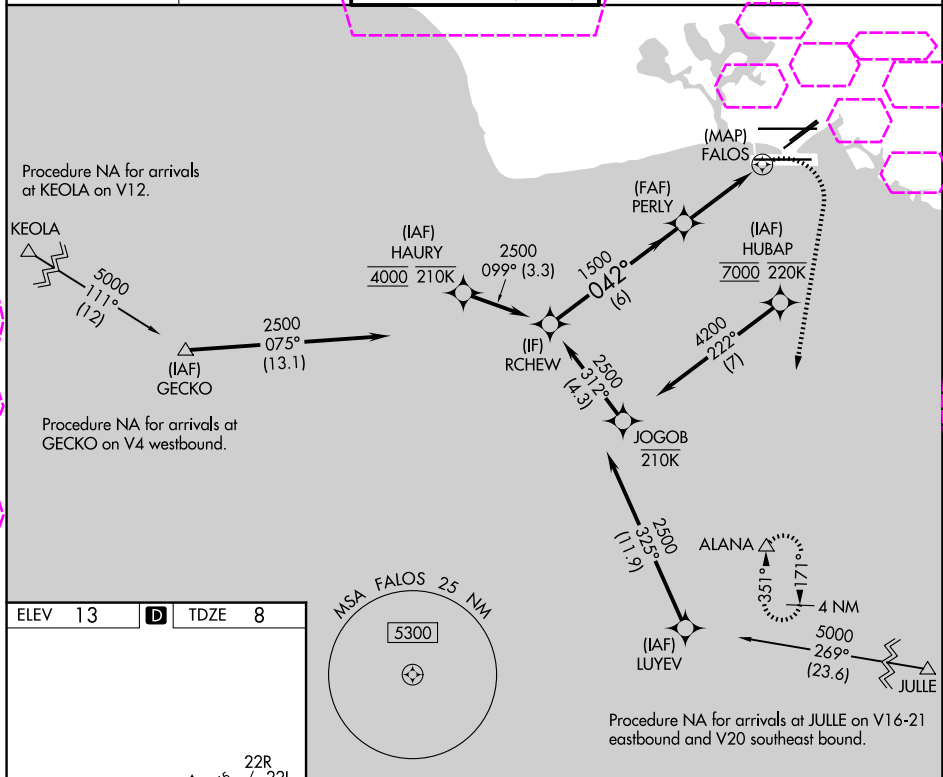 (MAP)
FALOS
Procedure NA for arrivals
at KEOLA on V12.
(FAF)
PERLY
KEOLA
(IAF)
HAURY
4000 210K
2500
099° (3.3)
(IAF)
HUBAP
7000 220K
5000
111°
(12)
1500
042°
(6)
2500
075°
(13.1)
4200
222°
(7)
(IF)
RCHEW
(IAF)
GECKO
2500
312°
(4.3)
Procedure NA for arrivals at
GECKO on V4 westbound.
JOGOB
210K
2500
325°
(11.9)
ALANA
351°
171°
4 NM
MSA FALOS 25 NM
5300
ELEV 13 D TDZE 8
(IAF)
LUYEV
5000
269°
(23.6)
JULLE
Procedure NA for arrivals at JULLE on V16-21
eastbound and V20 southeast bound.
22R